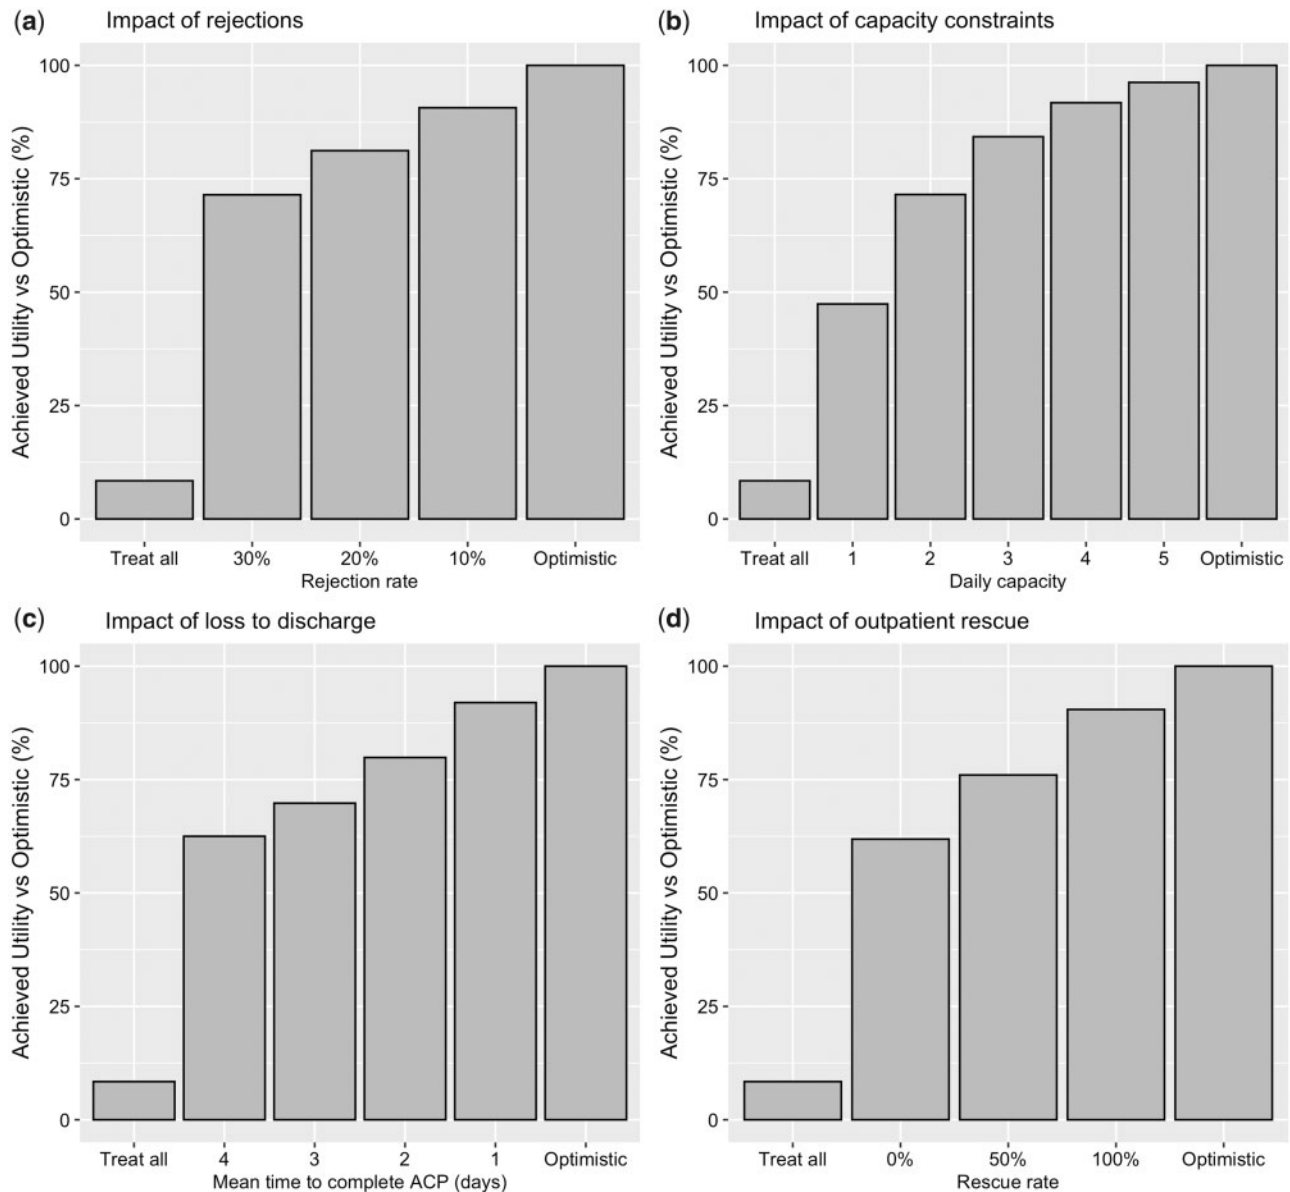 (a) Impact of rejections
Achieved Utility vs Optimistic (%)
100
75
50
25
0
Treat all 30% 20% 10% Optimistic
Rejection rate
(b) Impact of capacity constraints
Achieved Utility vs Optimistic (%)
100
75
50
25
0
Treat all 1 2 3 4 5 Optimistic
Daily capacity
(c) Impact of loss to discharge
Achieved Utility vs Optimistic (%)
100
75
50
25
0
Treat all 4 3 2 1 Optimistic
Mean time to complete ACP (days)
(d) Impact of outpatient rescue
Achieved Utility vs Optimistic (%)
100
75
50
25
0
Treat all 0% 50% 100% Optimistic
Rescue rate